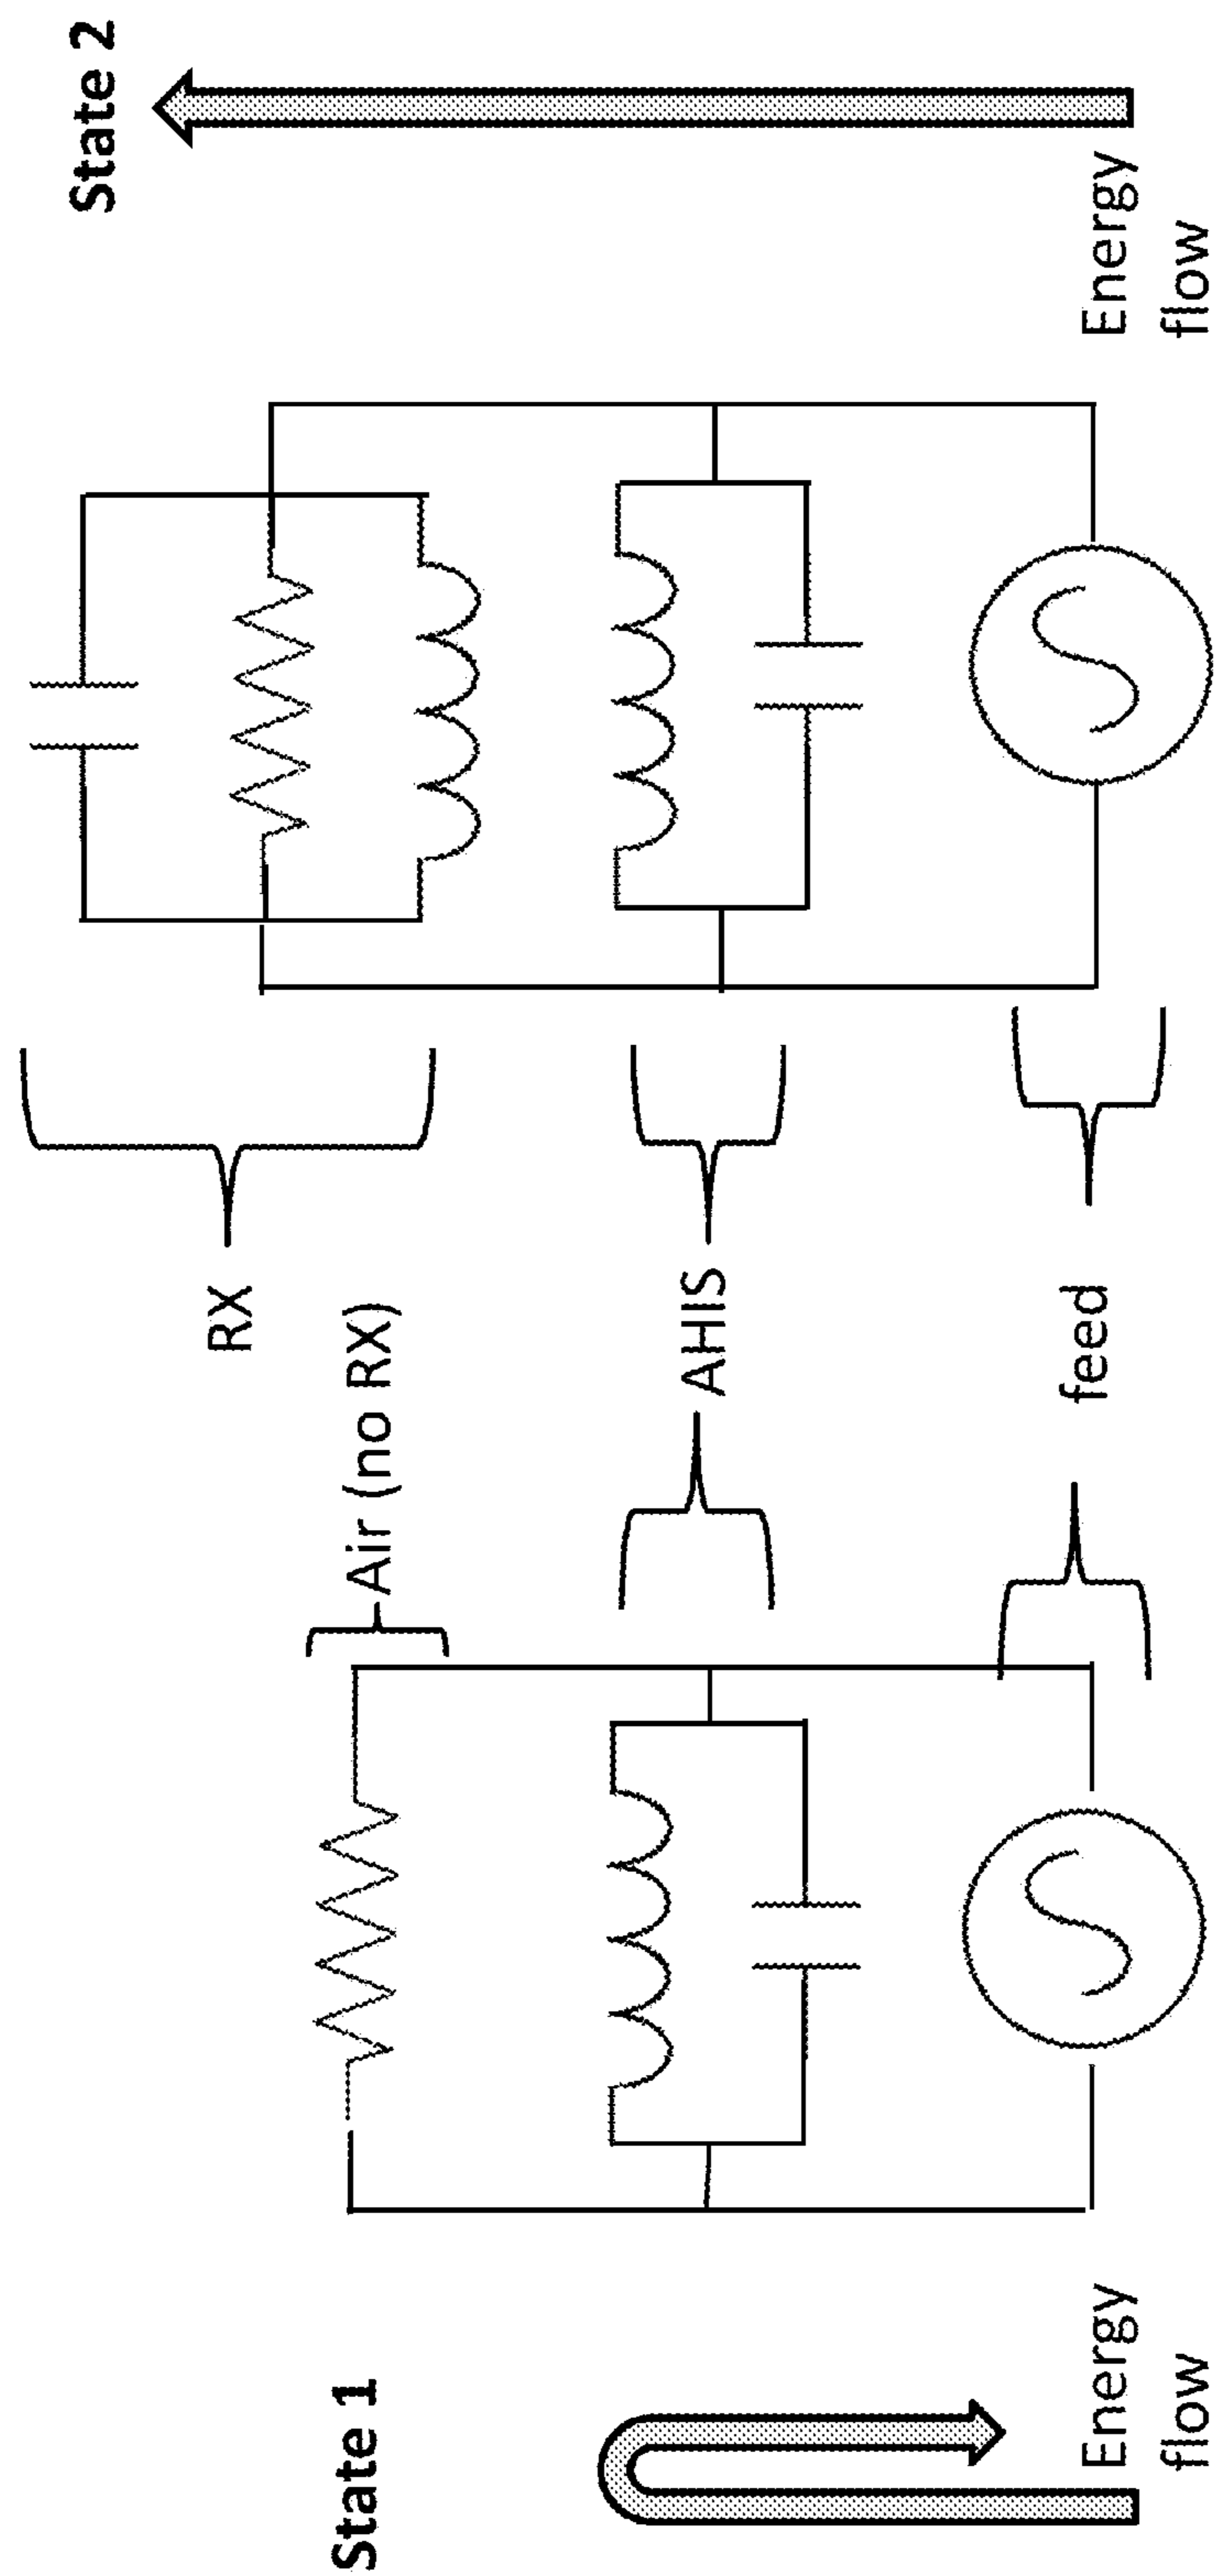 State 1
Energy
flow
Air (no RX)
RX
AHIS
feed
State 2
Energy
flow